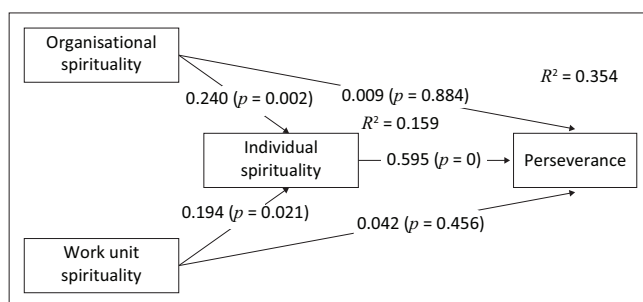 Organisational
spirituality
R² = 0.354
0.240 (p = 0.002)
0.009 (p = 0.884)
R² = 0.159
Individual
spirituality
0.595 (p = 0)
Perseverance
0.194 (p = 0.021)
0.042 (p = 0.456)
Work unit
spirituality